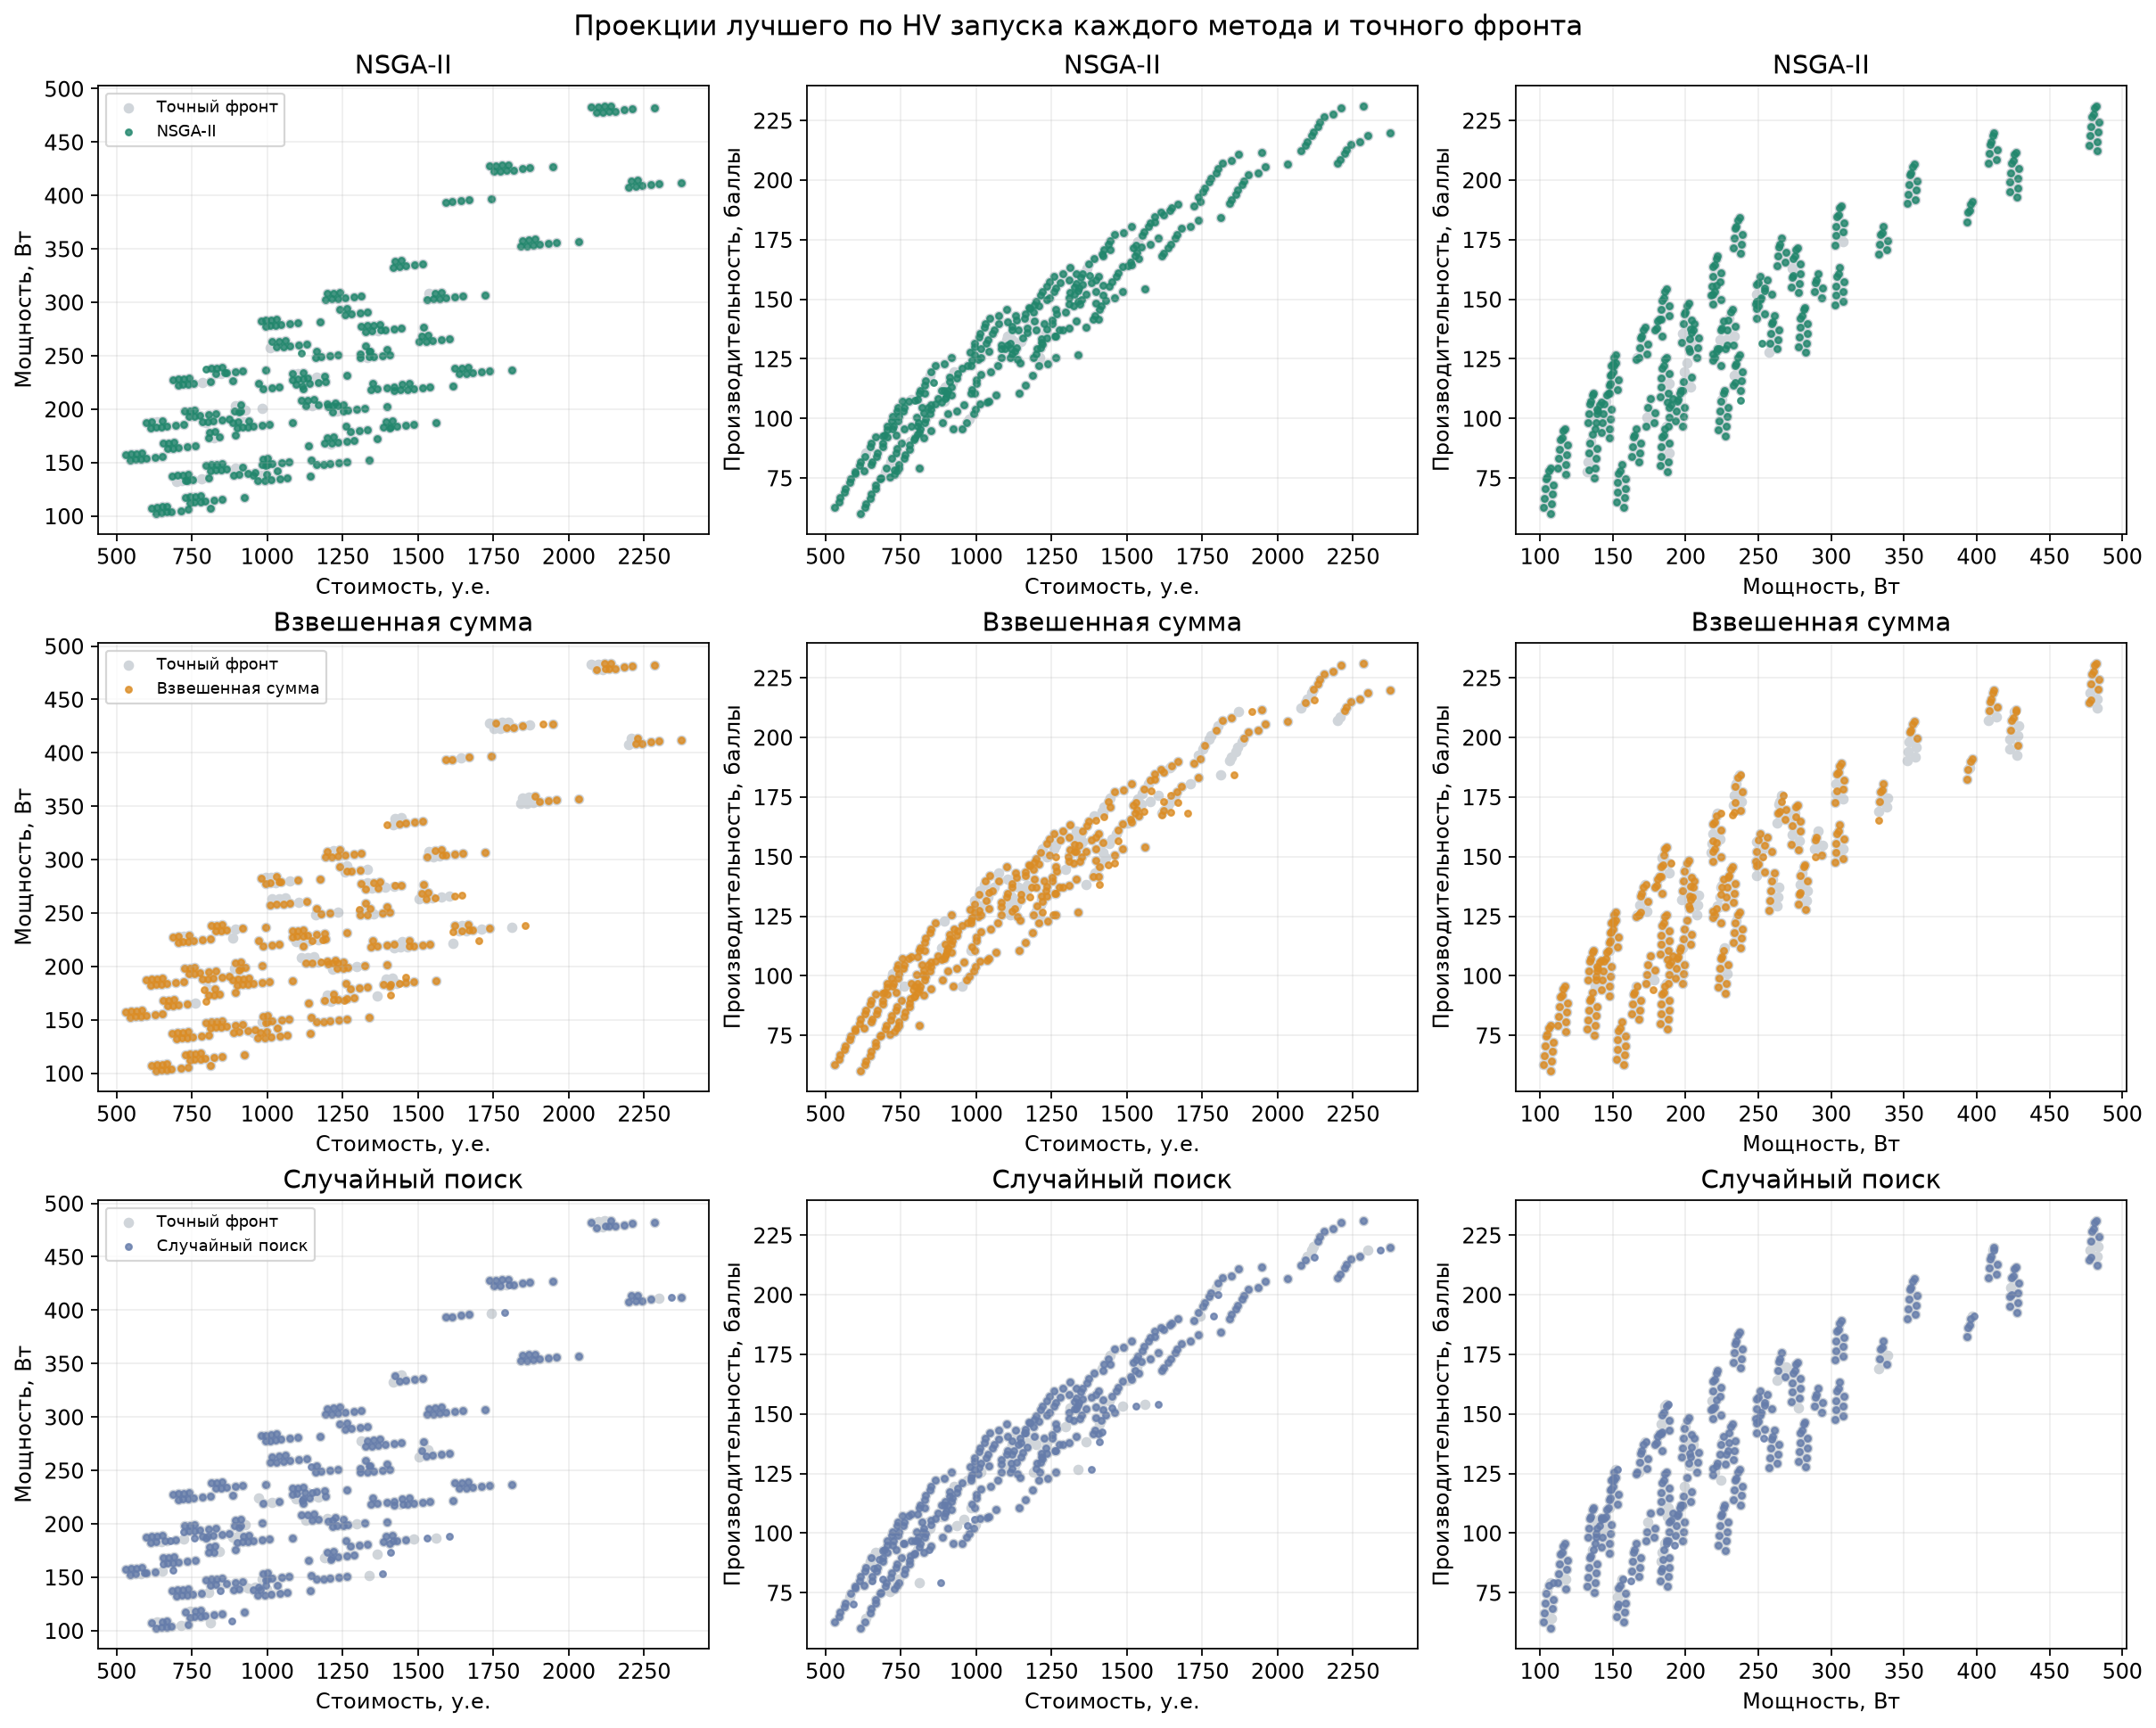 Проекции лучшего по HV запуска каждого метода и точного фронта
NSGA-II
NSGA-II
NSGA-II
Точный фронт
NSGA-II
500
450
400
350
300
250
200
150
100
Мощность, Вт
500 750 1000 1250 1500 1750 2000 2250
Стоимость, у.е.
225
200
175
150
125
100
75
Производительность, баллы
500 750 1000 1250 1500 1750 2000 2250
Стоимость, у.е.
225
200
175
150
125
100
75
Производительность, баллы
100 150 200 250 300 350 400 450 500
Мощность, Вт
Взвешенная сумма
Взвешенная сумма
Взвешенная сумма
Точный фронт
Взвешенная сумма
500
450
400
350
300
250
200
150
100
Мощность, Вт
500 750 1000 1250 1500 1750 2000 2250
Стоимость, у.е.
225
200
175
150
125
100
75
Производительность, баллы
500 750 1000 1250 1500 1750 2000 2250
Стоимость, у.е.
225
200
175
150
125
100
75
Производительность, баллы
100 150 200 250 300 350 400 450 500
Мощность, Вт
Случайный поиск
Случайный поиск
Случайный поиск
Точный фронт
Случайный поиск
500
450
400
350
300
250
200
150
100
Мощность, Вт
500 750 1000 1250 1500 1750 2000 2250
Стоимость, у.е.
225
200
175
150
125
100
75
Производительность, баллы
500 750 1000 1250 1500 1750 2000 2250
Стоимость, у.е.
225
200
175
150
125
100
75
Производительность, баллы
100 150 200 250 300 350 400 450 500
Мощность, Вт